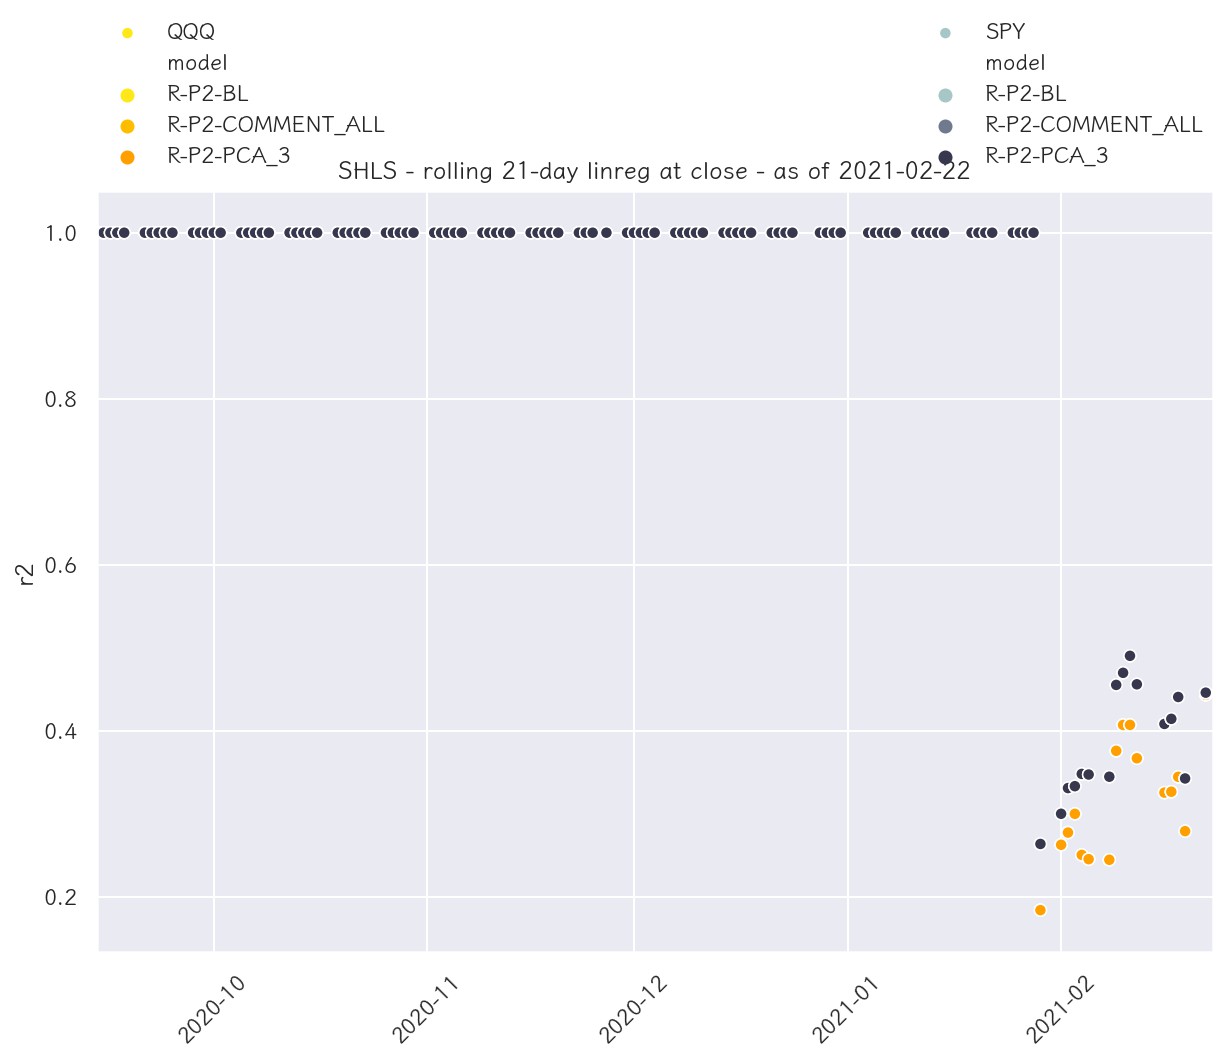 QQQ
model
R-P2-BL
R-P2-COMMENT_ALL
R-P2-PCA_3
SPY
model
R-P2-BL
R-P2-COMMENT_ALL
R-P2-PCA_3
SHLS - rolling 21-day linreg at close - as of 2021-02-22
1.0
0.8
0.6
0.4
0.2
r2
2020-10
2020-11
2020-12
2021-01
2021-02